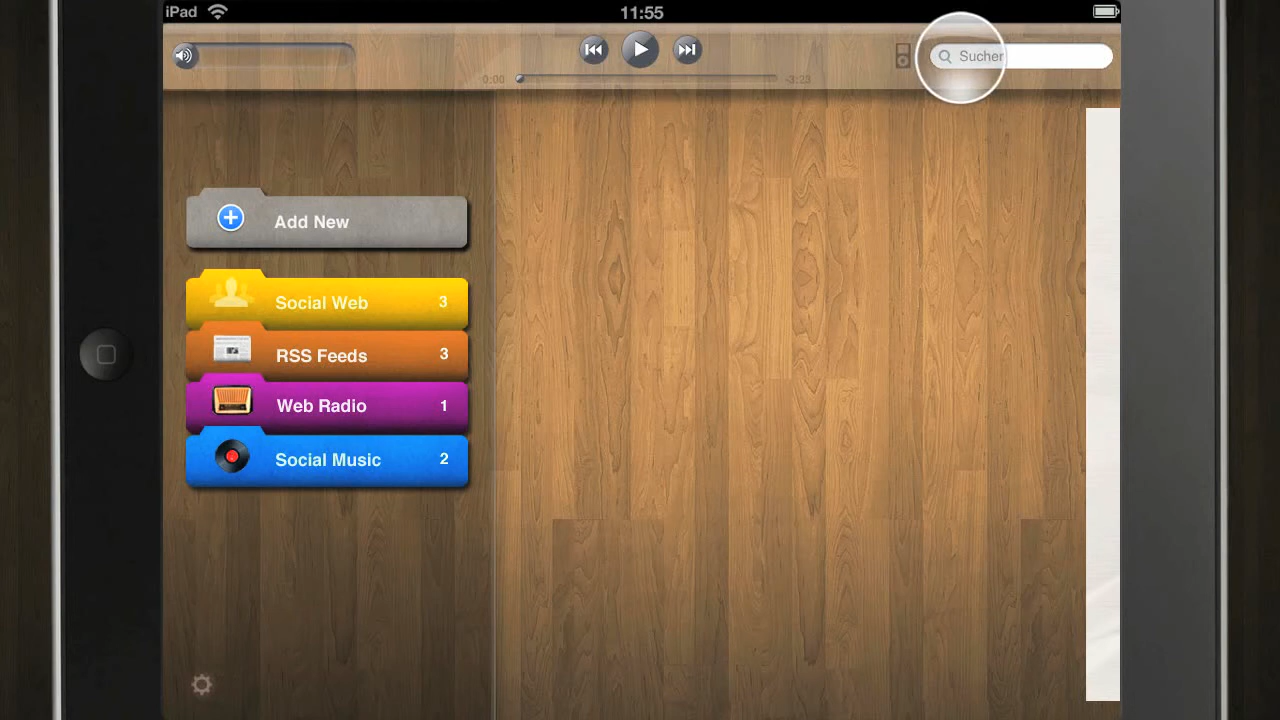 iPad
11:55
Sucher
0:00
-3:23
Add New
Social Web 3
RSS Feeds 3
Web Radio 1
Social Music 2